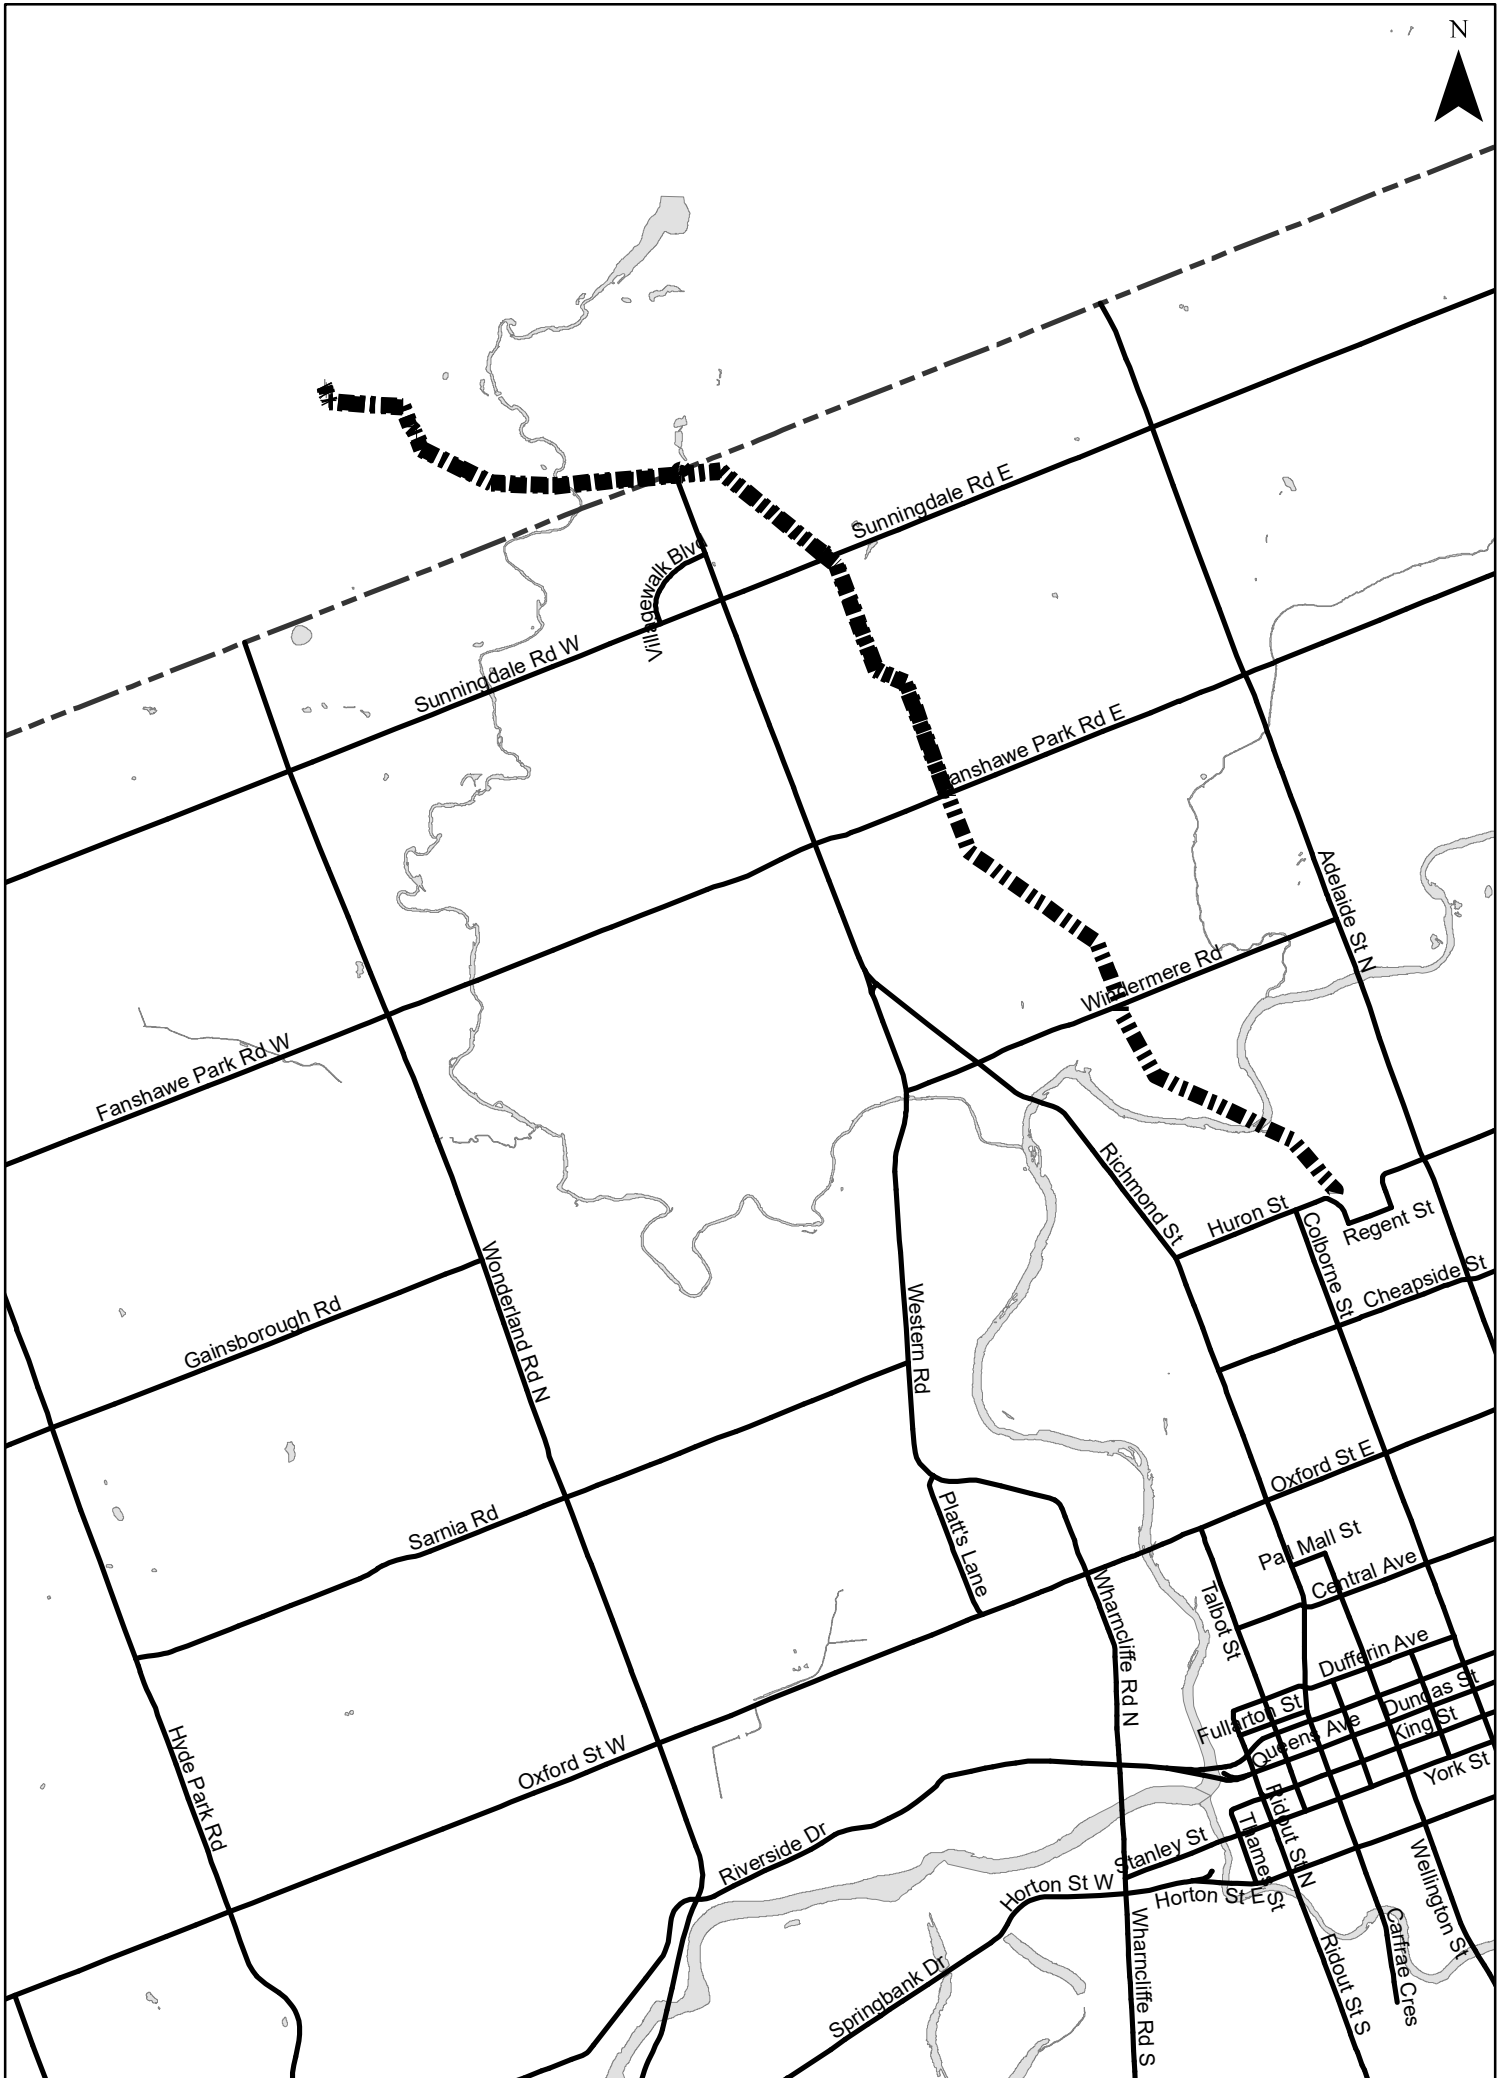 N
Sunningdale Rd E
Villagewalk Blvd
Sunningdale Rd W
Fanshawe Park Rd E
Adelaide St N
Windermere Rd
Fanshawe Park Rd W
Richmond St
Huron St
Regent St
Colborne St
Cheapside St
Wonderland Rd N
Gainsborough Rd
Western Rd
Oxford St E
Platt's Lane
Sarnia Rd
Pall Mall St
Central Ave
Wharncliffe Rd N
Talbot St
Dufferin Ave
Dundas St
Fullarton St
Queens Ave
King St
York St
Hyde Park Rd
Oxford St W
Ridout St N
Thames St
Riverside Dr
Stanley St
Wellington St
Horton St W
Horton St E
Carfrae Cres
Wharncliffe Rd S
Ridout St S
Springbank Dr